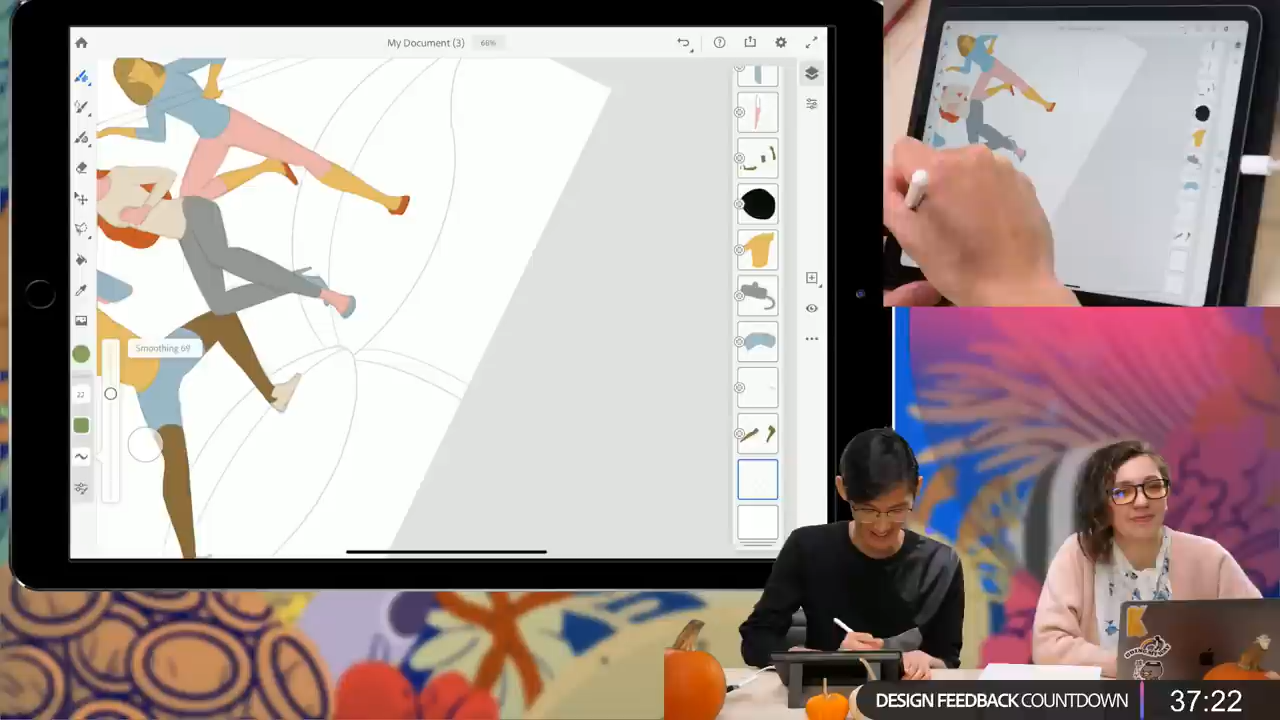 My Document (3) 66%
Smoothing 69
22
DESIGN FEEDBACK COUNTDOWN 37:22